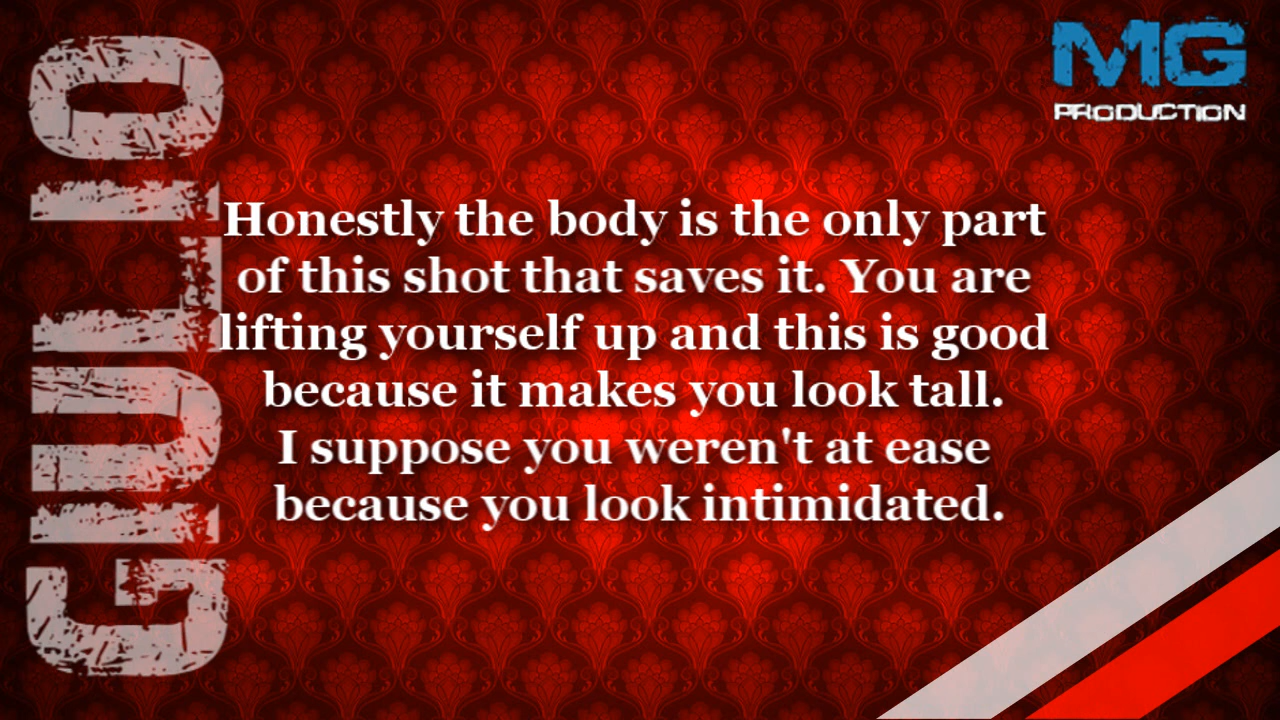 GIULIO
MG
PRODUCTION
Honestly the body is the only part
of this shot that saves it. You are
lifting yourself up and this is good
because it makes you look tall.
I suppose you weren't at ease
because you look intimidated.